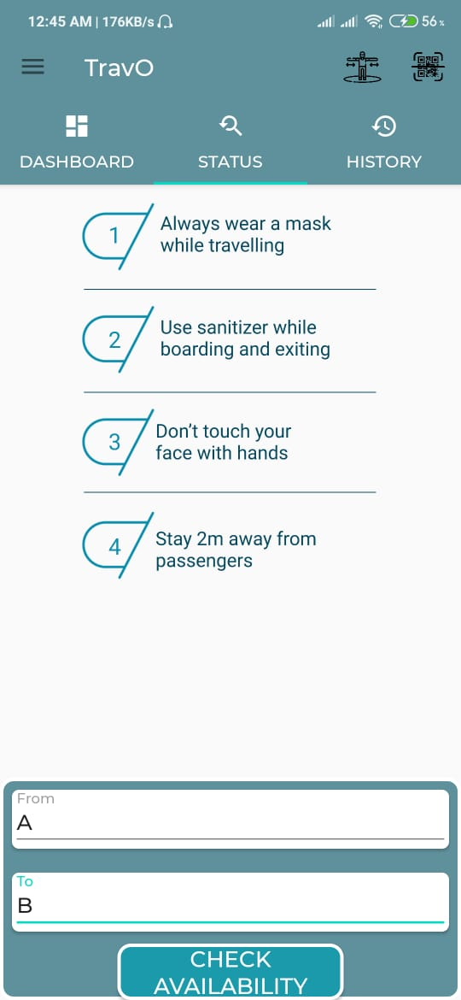 12:45 AM | 176KB/s 56%
TravO
DASHBOARD STATUS HISTORY
1 Always wear a mask
while travelling
2 Use sanitizer while
boarding and exiting
3 Don’t touch your
face with hands
4 Stay 2m away from
passengers
From
A
To
B
CHECK
AVAILABILITY